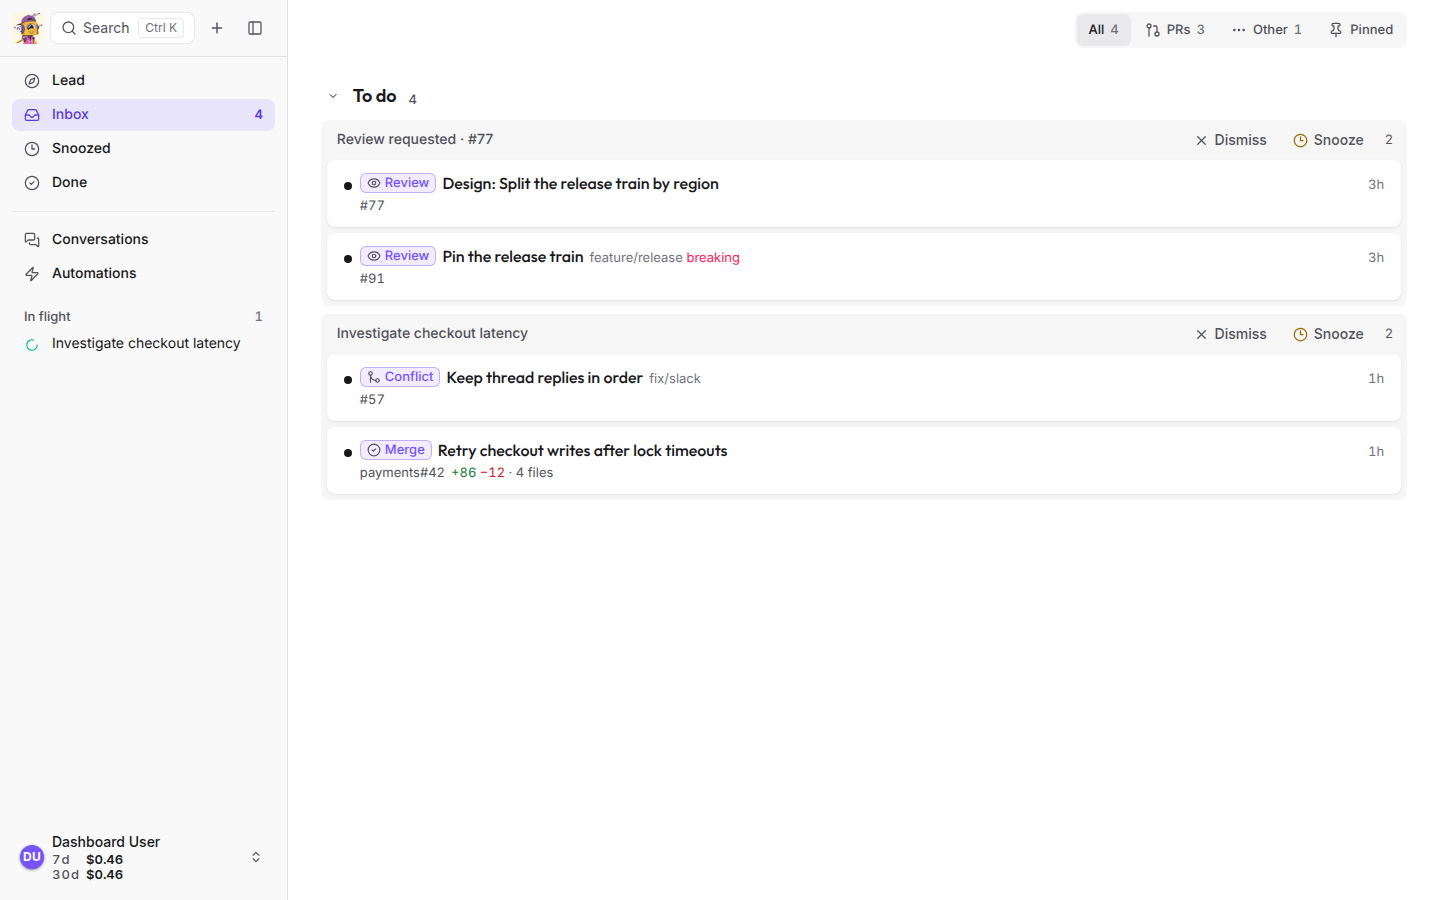 Search Ctrl K
Lead
Inbox 4
Snoozed
Done
Conversations
Automations
In flight 1
Investigate checkout latency
Dashboard User
DU
7d $0.46
30d $0.46
All 4 PRs 3 Other 1 Pinned
To do 4
Review requested · #77 Dismiss Snooze 2
Review Design: Split the release train by region 3h
#77
Review Pin the release train feature/release breaking 3h
#91
Investigate checkout latency Dismiss Snooze 2
Conflict Keep thread replies in order fix/slack 1h
#57
Merge Retry checkout writes after lock timeouts 1h
payments#42 +86 −12 · 4 files